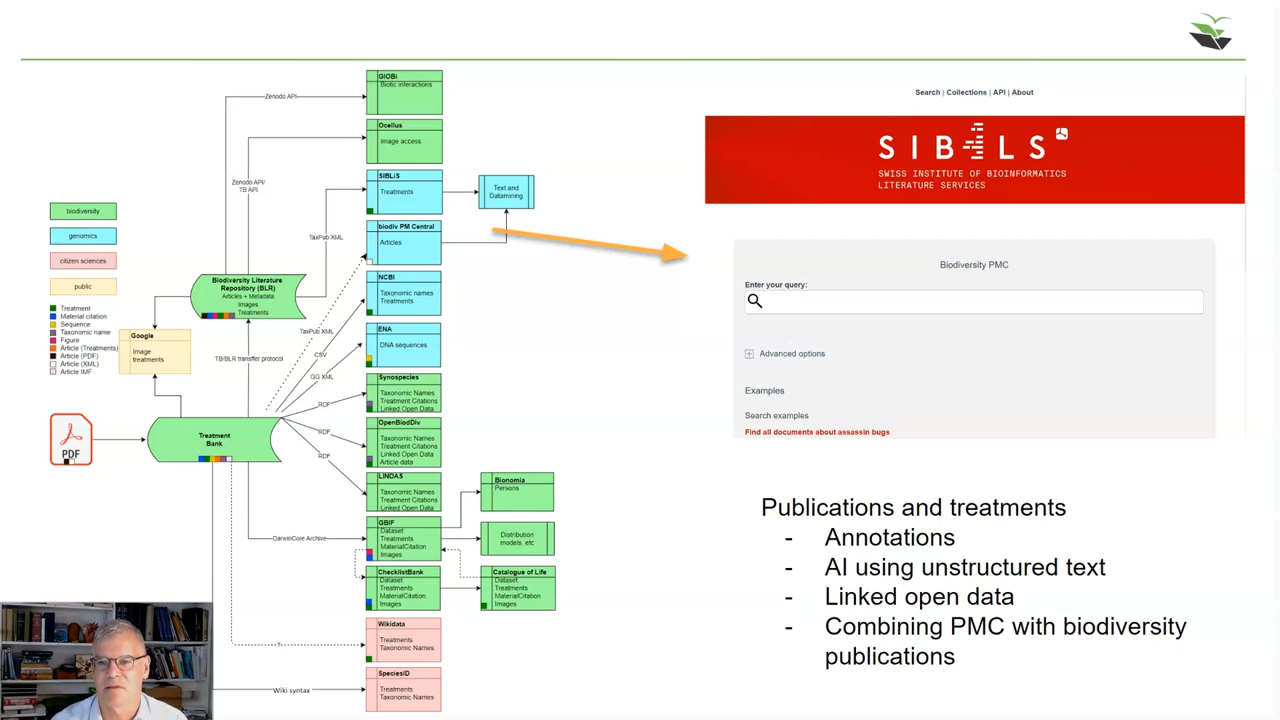 GlOBi
Biotic interactions
Zenodo API
Ocellus
Image access
Zenodo API/
TB API
SIBLiS
Treatments
Text and
Datamining
biodiv PM Central
Articles
TaxPub XML
biodiversity
genomics
citizen sciences
public
Treatment
Material citation
Sequence
Taxonomic name
Figure
Article (Treatments)
Article (PDF)
Article (XML)
Article IMF
Biodiversity Literature
Repository (BLR)
Articles + Metadata
Images
Treatments
Google
Image
treatments
NCBI
Taxonomic names
Treatments
TaxPub XML
ENA
DNA sequences
CSV
TB/BLR transfer protocol
GG XML
Synospecies
Taxonomic Names
Treatment Citations
Linked Open Data
RDF
PDF
Treatment
Bank
OpenBiodDiv
Taxonomic Names
Treatment Citations
Linked Open Data
Article data
RDF
RDF
LINDAS
Taxonomic Names
Treatment Citations
Linked Open Data
Bionomia
Persons
GBIF
Dataset:
Treatments
MaterialCitation
Images
DarwinCore Archive
Distribution
models, etc
ChecklistBank
Dataset:
Treatments
MaterialCitation
Images
Catalogue of Life
Dataset:
Treatments
MaterialCitation
Images
Wikidata
Treatments
Taxonomic Names
?
SpeciesID
Treatments
Taxonomic Names
Wiki syntax
Search | Collections | API | About
SIBiLS
SWISS INSTITUTE OF BIOINFORMATICS
LITERATURE SERVICES
Biodiversity PMC
Enter your query:
Advanced options
Examples
Search examples
Find all documents about assassin bugs
Publications and treatments
- Annotations
- AI using unstructured text
- Linked open data
- Combining PMC with biodiversity
publications